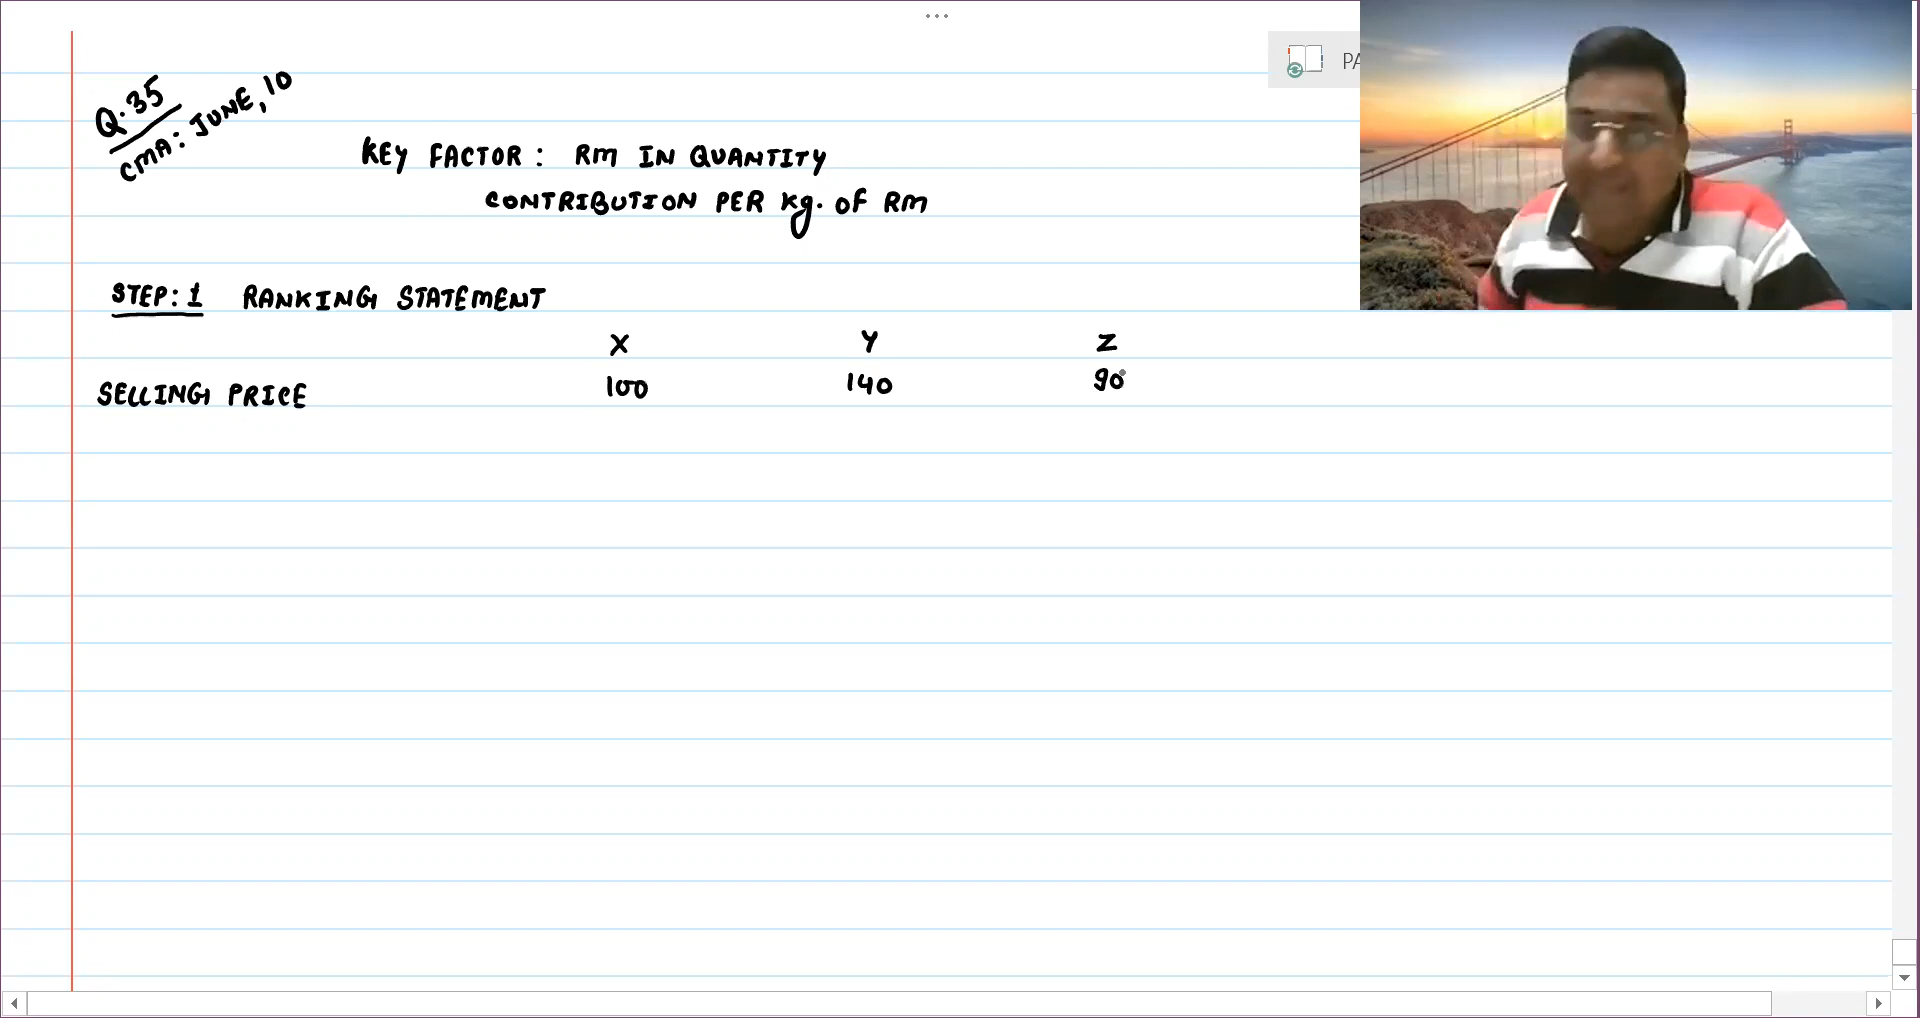 Q.35
CMA: JUNE, 10
PA
KEY FACTOR: RM IN QUANTITY
CONTRIBUTION PER kg. OF RM
STEP: 1 RANKING STATEMENT
X Y Z
SELLING PRICE 100 140 90